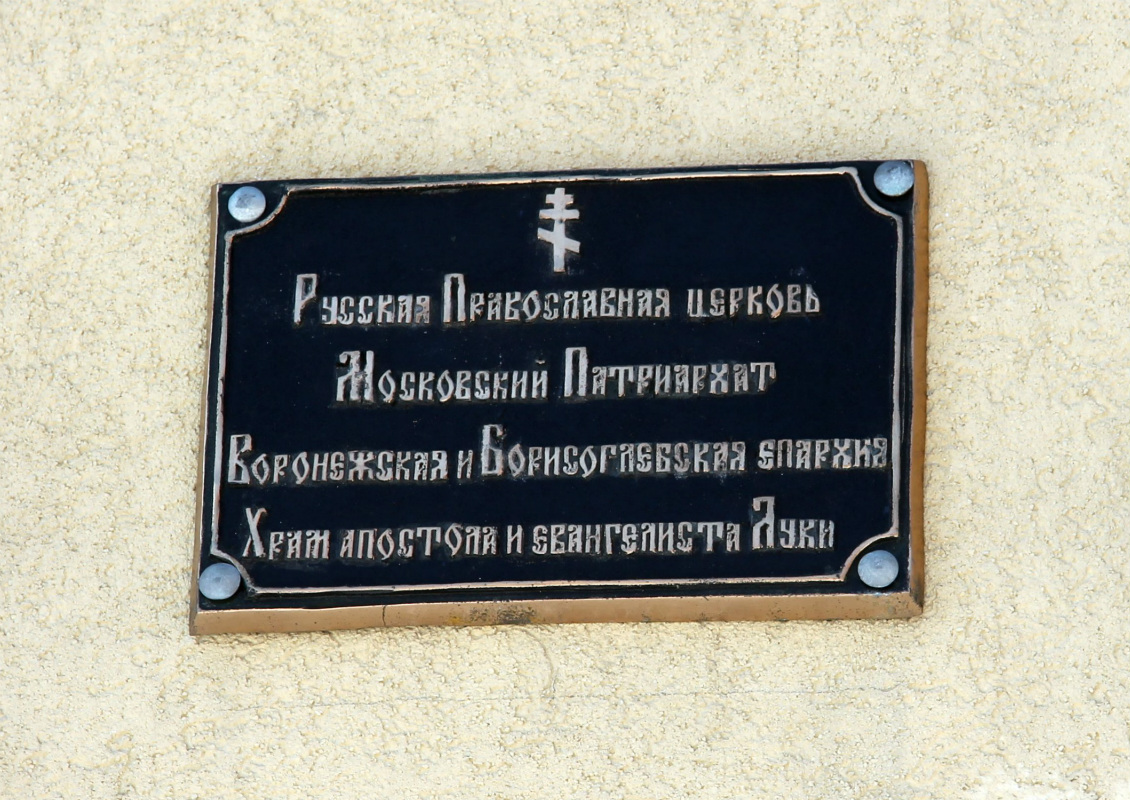 Русская Православная церковь
Московский Патриархат
Воронежская и Борисоглебская епархия
Храм апостола и евангелиста Луки